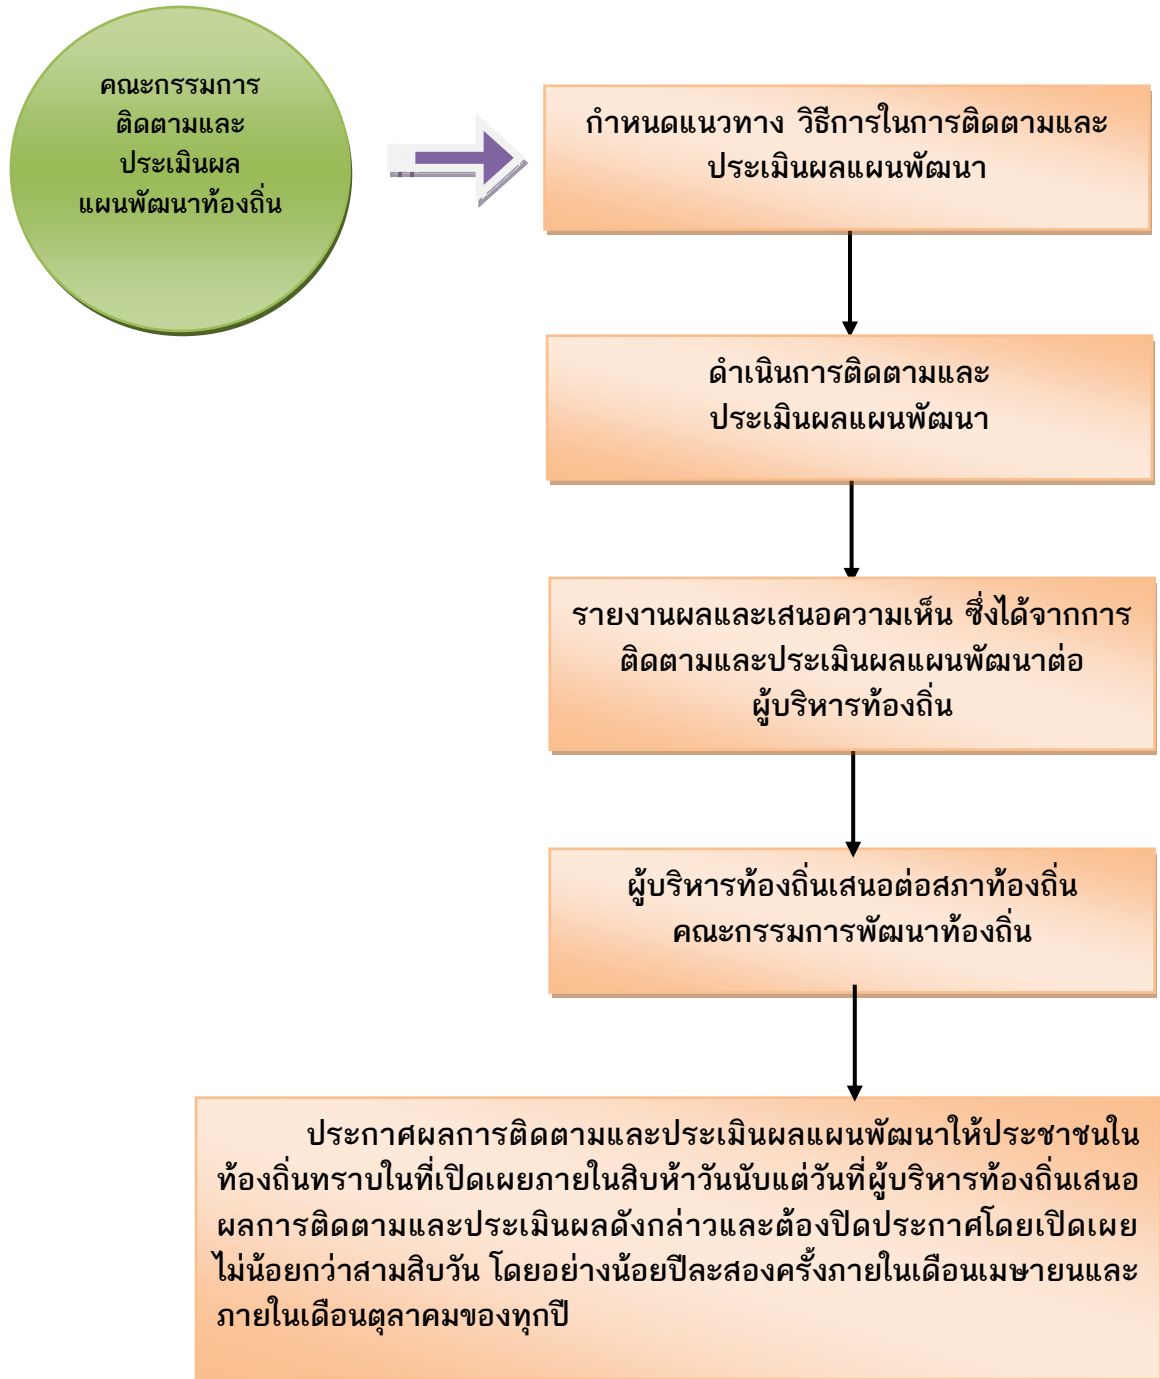 คณะกรรมการ
ติดตามและ
ประเมินผล
แผนพัฒนาท้องถิ่น
กำหนดแนวทาง วิธีการในการติดตามและ
ประเมินผลแผนพัฒนา
ดำเนินการติดตามและ
ประเมินผลแผนพัฒนา
รายงานผลและเสนอความเห็น ซึ่งได้จากการ
ติดตามและประเมินผลแผนพัฒนาต่อ
ผู้บริหารท้องถิ่น
ผู้บริหารท้องถิ่นเสนอต่อสภาท้องถิ่น
คณะกรรมการพัฒนาท้องถิ่น
ประกาศผลการติดตามและประเมินผลแผนพัฒนาให้ประชาชนใน
ท้องถิ่นทราบในที่เปิดเผยภายในสิบห้าวันนับแต่วันที่ผู้บริหารท้องถิ่นเสนอ
ผลการติดตามและประเมินผลดังกล่าวและต้องปิดประกาศโดยเปิดเผย
ไม่น้อยกว่าสามสิบวัน โดยอย่างน้อยปีละสองครั้งภายในเดือนเมษายนและ
ภายในเดือนตุลาคมของทุกปี